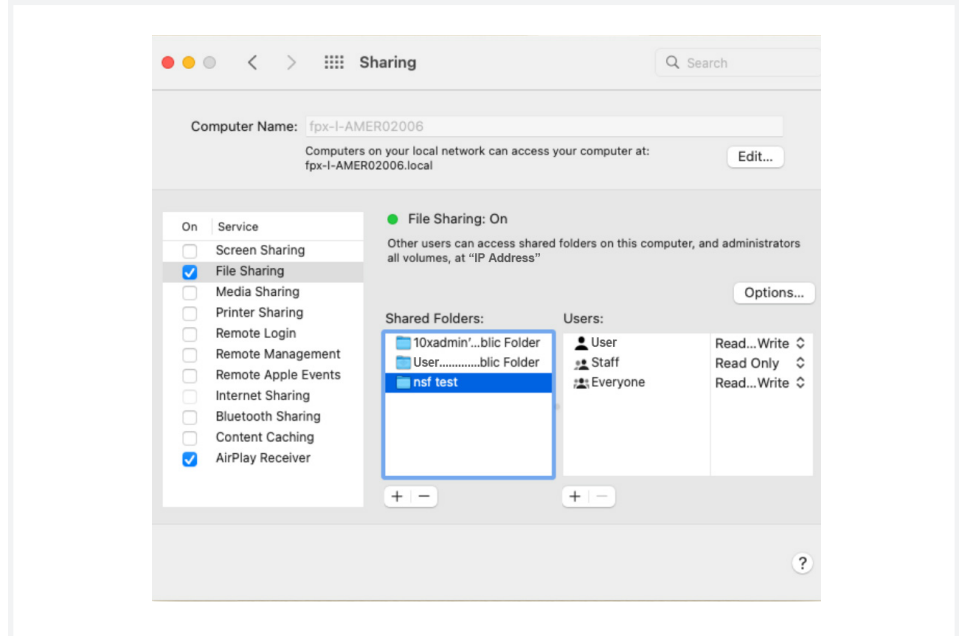 Sharing
Search
Computer Name: fpx-I-AMER02006
Computers on your local network can access your computer at:
fpx-I-AMER02006.local
Edit...
On Service
Screen Sharing
File Sharing
Media Sharing
Printer Sharing
Remote Login
Remote Management
Remote Apple Events
Internet Sharing
Bluetooth Sharing
Content Caching
AirPlay Receiver
File Sharing: On
Other users can access shared folders on this computer, and administrators
all volumes, at “IP Address”
Options...
Shared Folders:
10xadmin'...blic Folder
User.............blic Folder
nsf test
Users:
User Read...Write
Staff Read Only
Everyone Read...Write
+ −
+ −
?